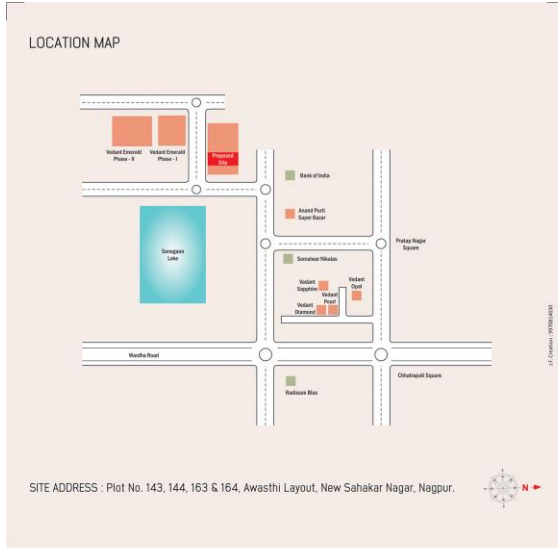 LOCATION MAP
Vedant Emerald
Phase - II
Vedant Emerald
Phase - I
Proposed
Site
Bank of India
Anand Purti
Super Bazar
Pratap Nagar
Square
Sonegaon
Lake
Somalwar Nikalas
Vedant
Sapphire
Vedant
Opal
Vedant
Pearl
Vedant
Diamond
Wardha Road
Chhatrapati Square
Radisson Blue
J.F. Creation : 9970814030
SITE ADDRESS : Plot No. 143, 144, 163 & 164, Awasthi Layout, New Sahakar Nagar, Nagpur.
N